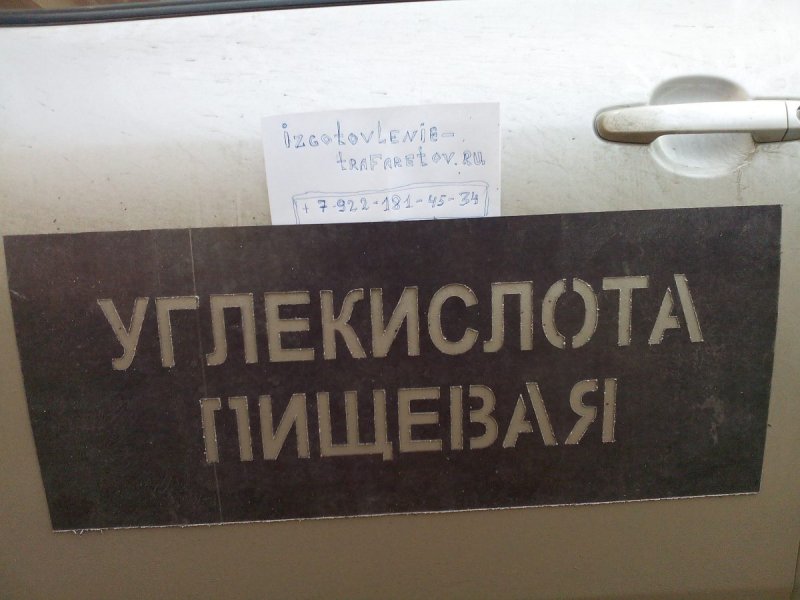 izgotovlenie-
trafaretov.ru
+7-922-181-45-34
УГЛЕКИСЛОТА
ПИЩЕВАЯ